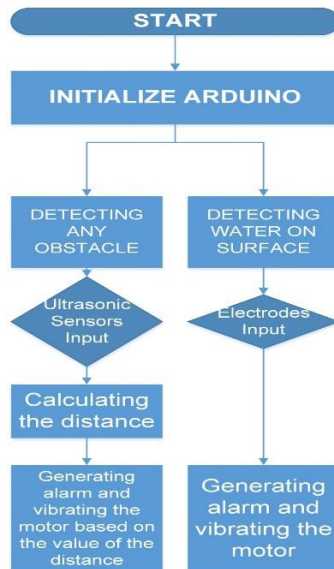 START
INITIALIZE ARDUINO
DETECTING
ANY
OBSTACLE
DETECTING
WATER ON
SURFACE
Ultrasonic
Sensors
Input
Electrodes
Input
Calculating
the distance
Generating
alarm and
vibrating the
motor based on
the value of the
distance
Generating
alarm and
vibrating the
motor